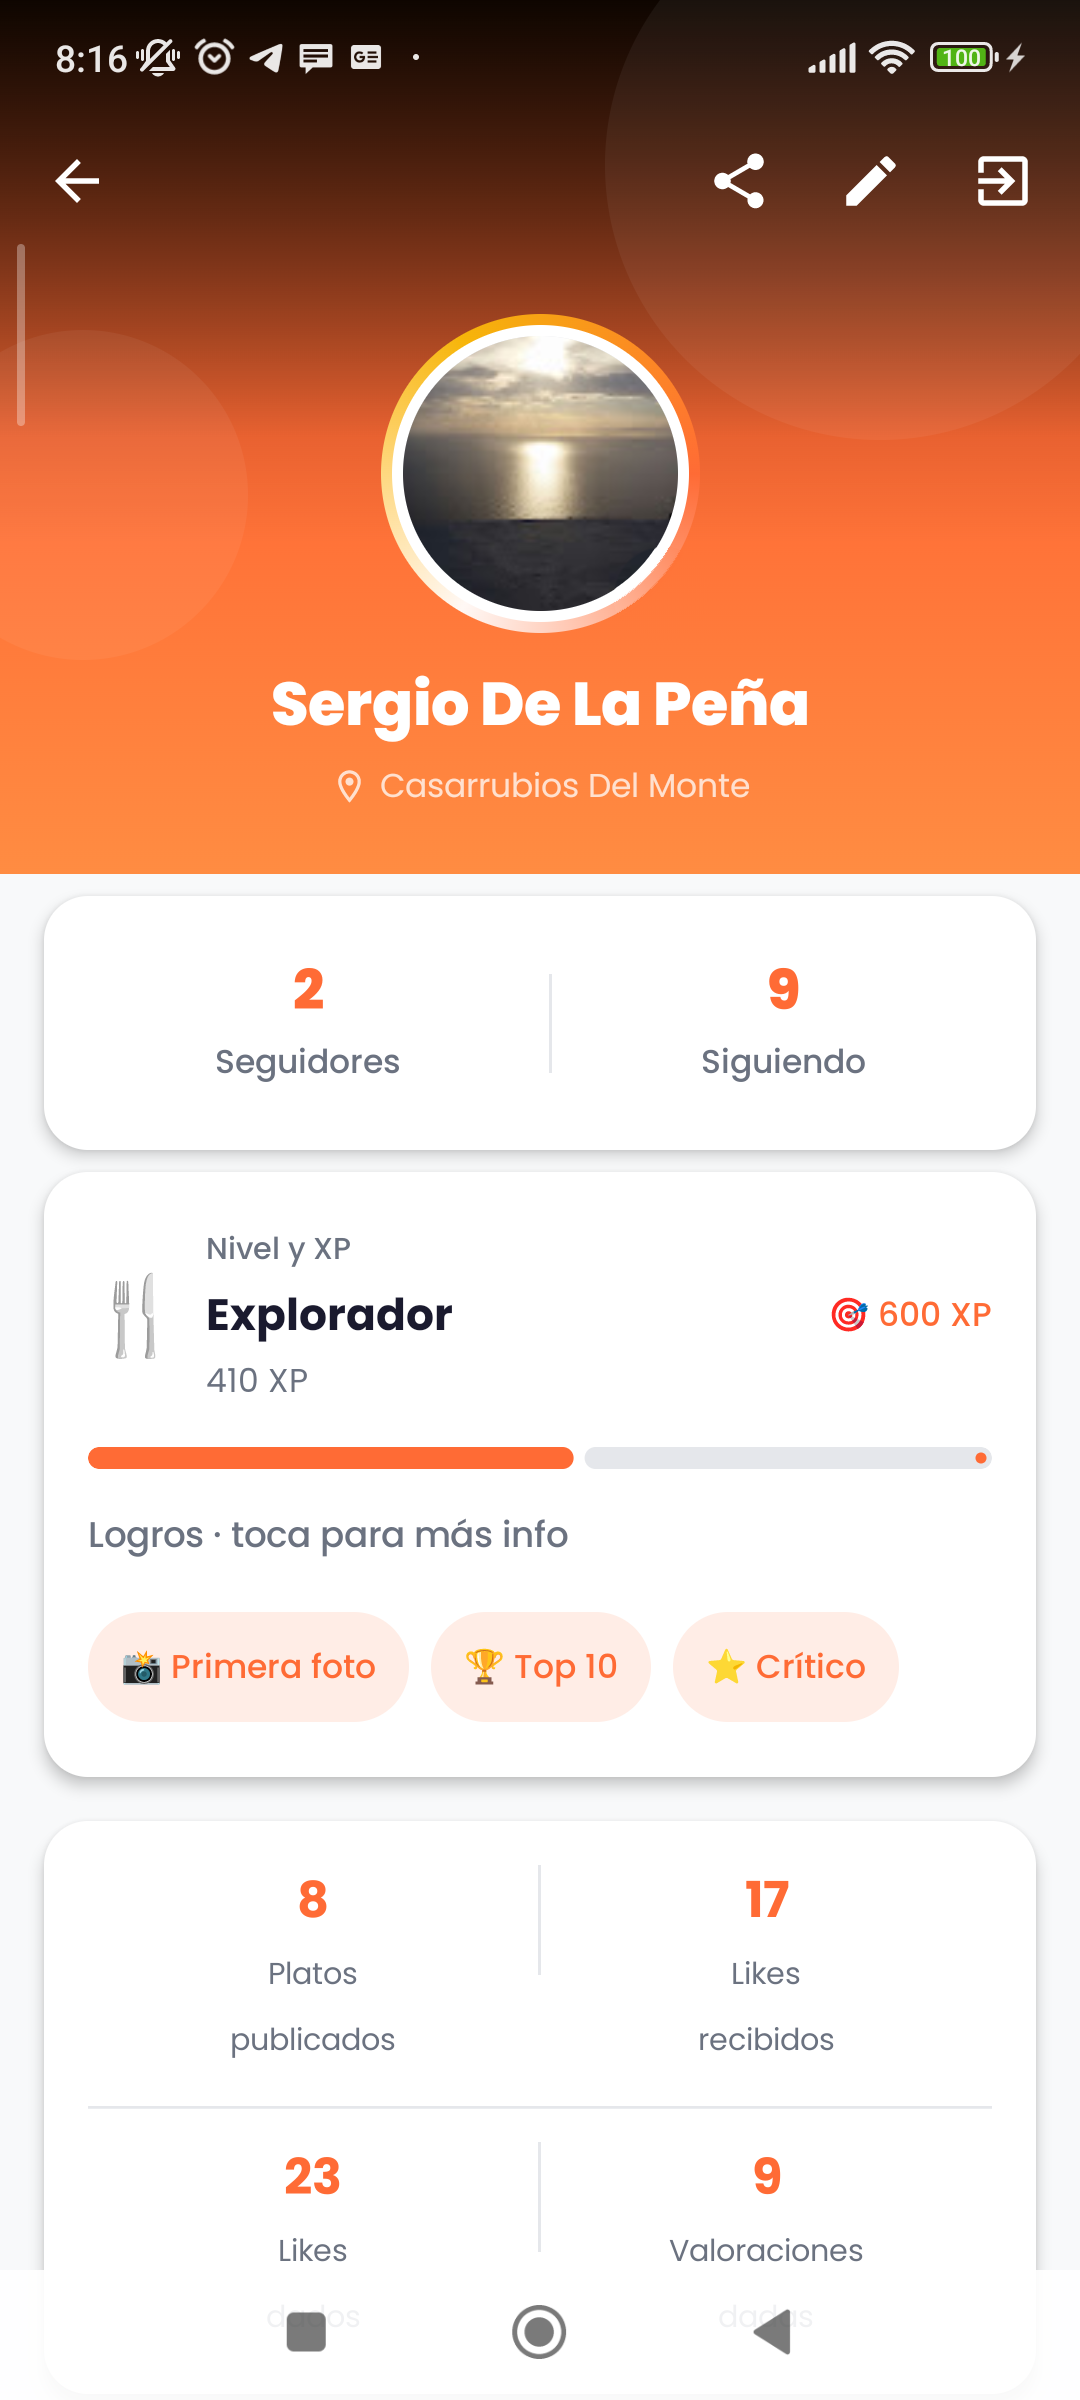 8:16
100
Sergio De La Peña
Casarrubios Del Monte
2
9
Seguidores
Siguiendo
Nivel y XP
Explorador
600 XP
410 XP
Logros · toca para más info
Primera foto
Top 10
Crítico
8
17
Platos
Likes
publicados
recibidos
23
9
Likes
Valoraciones
dados
dadas